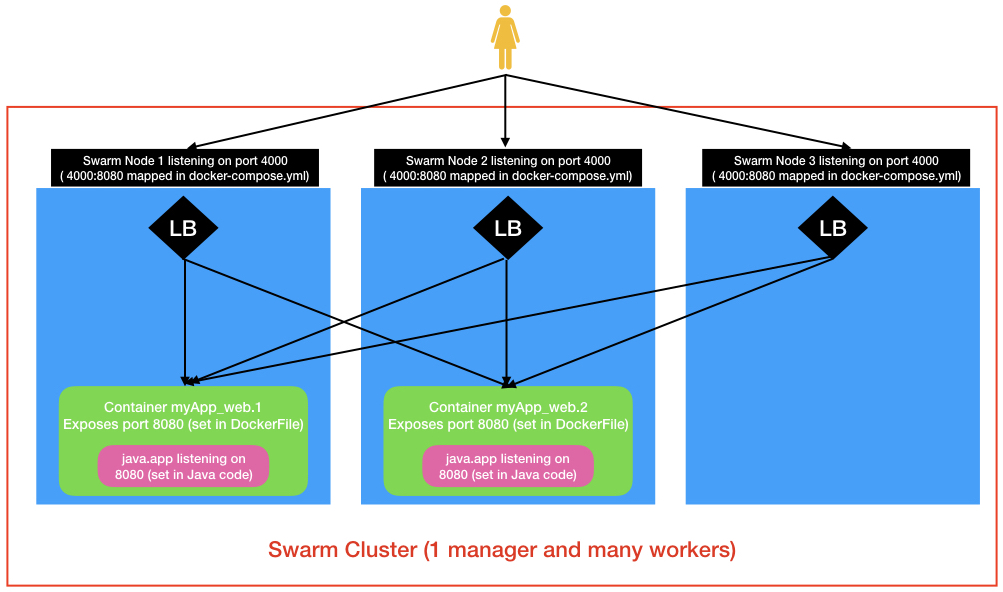 Swarm Node 1 listening on port 4000
( 4000:8080 mapped in docker-compose.yml)
Swarm Node 2 listening on port 4000
( 4000:8080 mapped in docker-compose.yml)
Swarm Node 3 listening on port 4000
( 4000:8080 mapped in docker-compose.yml)
LB
LB
LB
Container myApp_web.1
Exposes port 8080 (set in DockerFile)
java.app listening on
8080 (set in Java code)
Container myApp_web.2
Exposes port 8080 (set in DockerFile)
java.app listening on
8080 (set in Java code)
Swarm Cluster (1 manager and many workers)